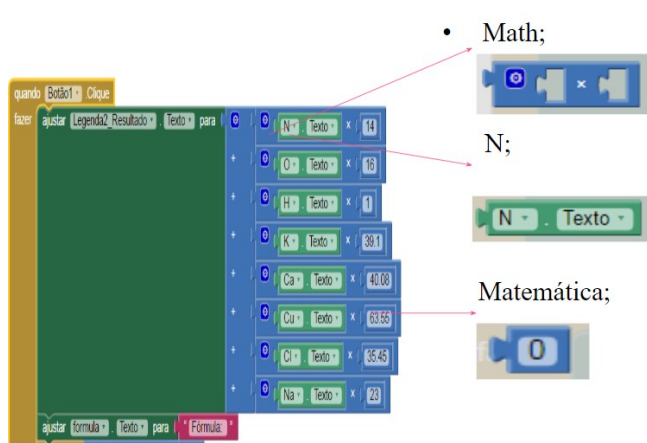 • Math;
×
quando Botão1 . Clique
fazer ajustar Legenda2_Resultado . Texto para N . Texto × 14
+ O . Texto × 16
+ H . Texto × 1
+ K . Texto × 39.1
+ Ca . Texto × 40.08
+ Cu . Texto × 63.55
+ Cl . Texto × 35.45
+ Na . Texto × 23
ajustar formula . Texto para " Fórmula: "
N;
N . Texto
Matemática;
0